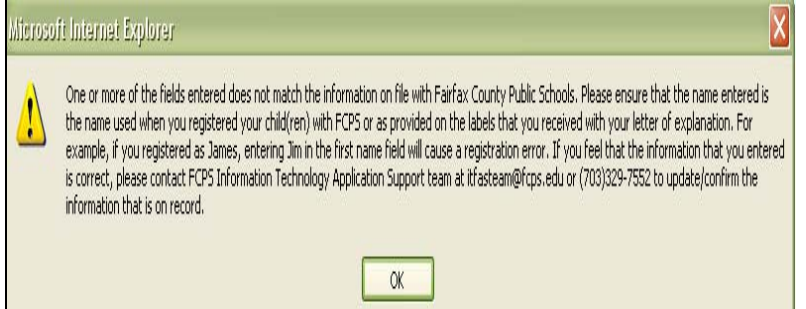 Microsoft Internet Explorer
One or more of the fields entered does not match the information on file with Fairfax County Public Schools. Please ensure that the name entered is
the name used when you registered your child(ren) with FCPS or as provided on the labels that you received with your letter of explanation. For
example, if you registered as James, entering Jim in the first name field will cause a registration error. If you feel that the information that you entered
is correct, please contact FCPS Information Technology Application Support team at itfasteam@fcps.edu or (703)329-7552 to update/confirm the
information that is on record.
OK